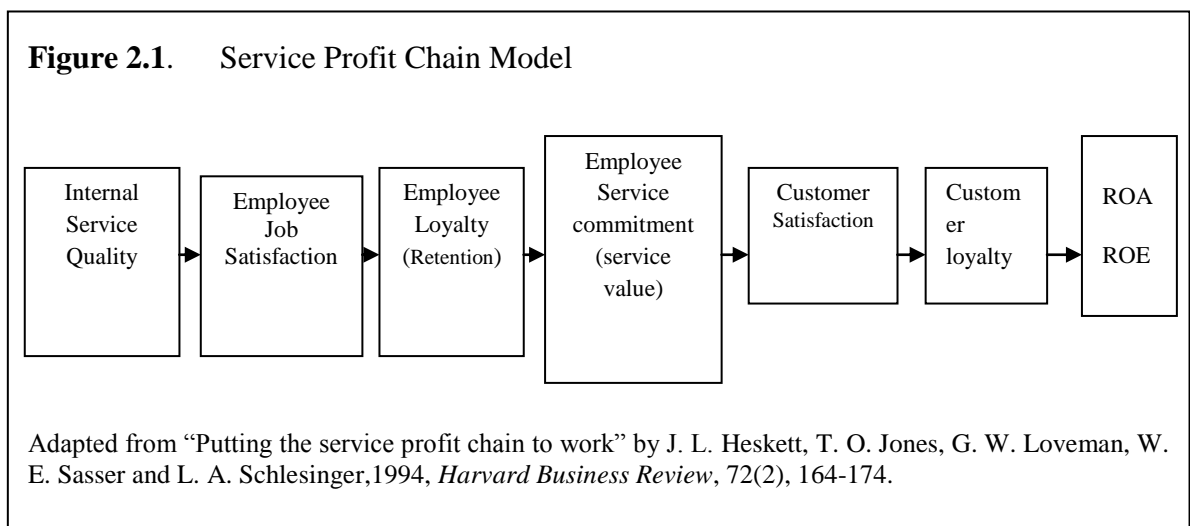 Figure 2.1. Service Profit Chain Model
Internal
Service
Quality
Employee
Job
Satisfaction
Employee
Loyalty
(Retention)
Employee
Service
commitment
(service
value)
Customer
Satisfaction
Custom
er
loyalty
ROA
ROE
Adapted from “Putting the service profit chain to work” by J. L. Heskett, T. O. Jones, G. W. Loveman, W.
E. Sasser and L. A. Schlesinger,1994, Harvard Business Review, 72(2), 164-174.